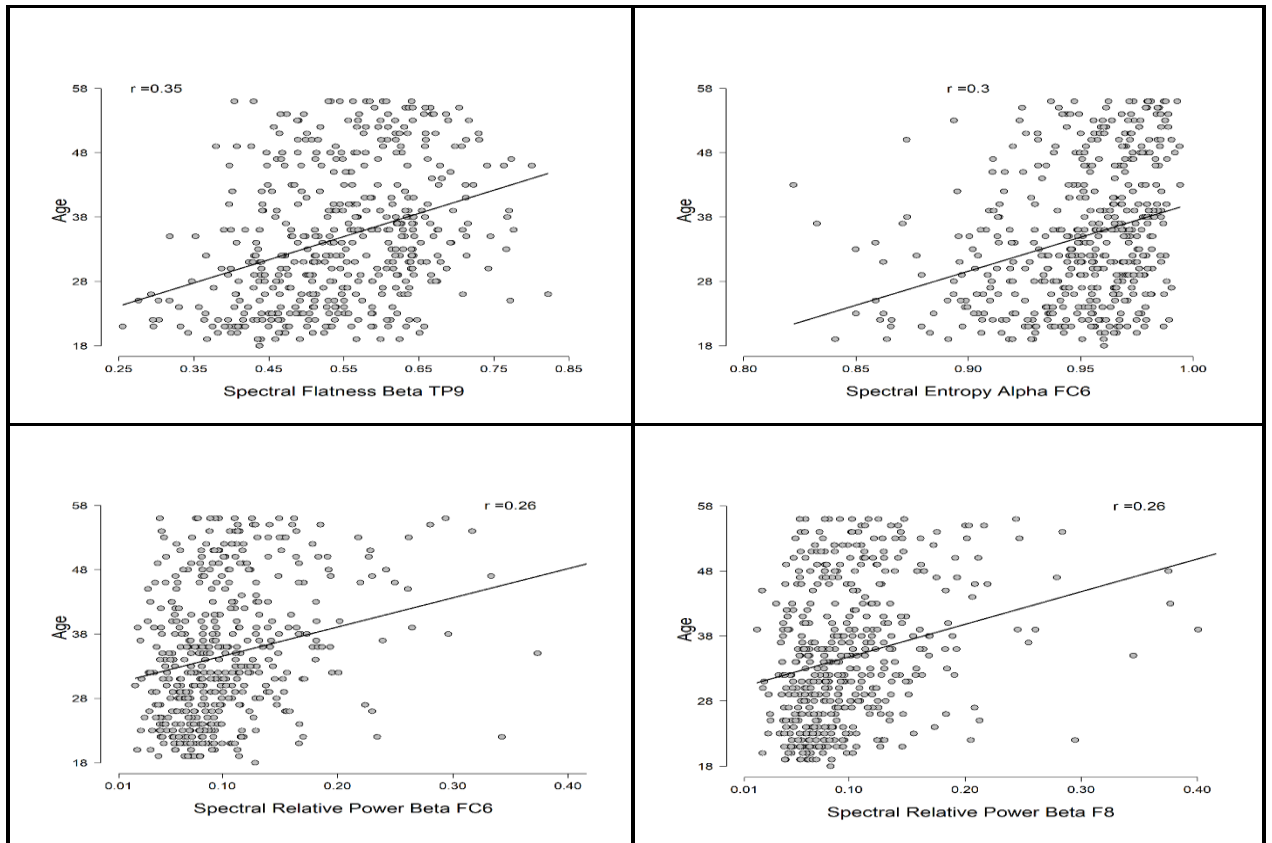 r =0.35
58
48
38
28
18
Age
0.25 0.35 0.45 0.55 0.65 0.75 0.85
Spectral Flatness Beta TP9
r =0.3
58
48
38
28
18
Age
0.80 0.85 0.90 0.95 1.00
Spectral Entropy Alpha FC6
r =0.26
58
48
38
28
18
Age
0.01 0.10 0.20 0.30 0.40
Spectral Relative Power Beta FC6
r =0.26
58
48
38
28
18
Age
0.01 0.10 0.20 0.30 0.40
Spectral Relative Power Beta F8